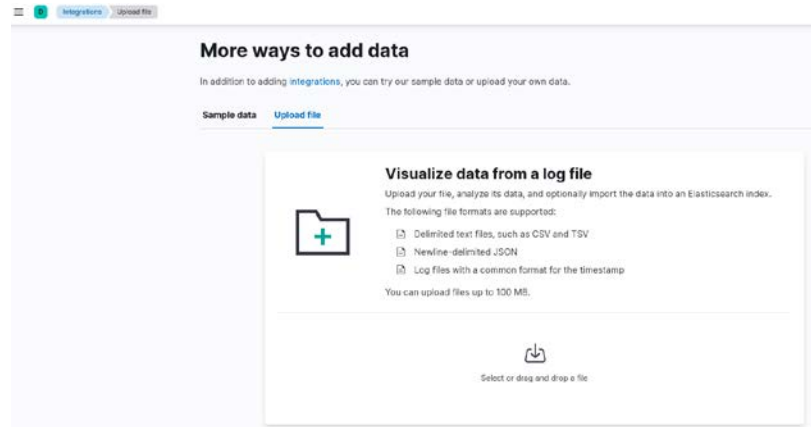 D Integrations Upload file
More ways to add data
In addition to adding integrations, you can try our sample data or upload your own data.
Sample data Upload file
Visualize data from a log file
Upload your file, analyze its data, and optionally import the data into an Elasticsearch index.
The following file formats are supported:
Delimited text files, such as CSV and TSV
Newline-delimited JSON
Log files with a common format for the timestamp
You can upload files up to 100 MB.
Select or drag and drop a file